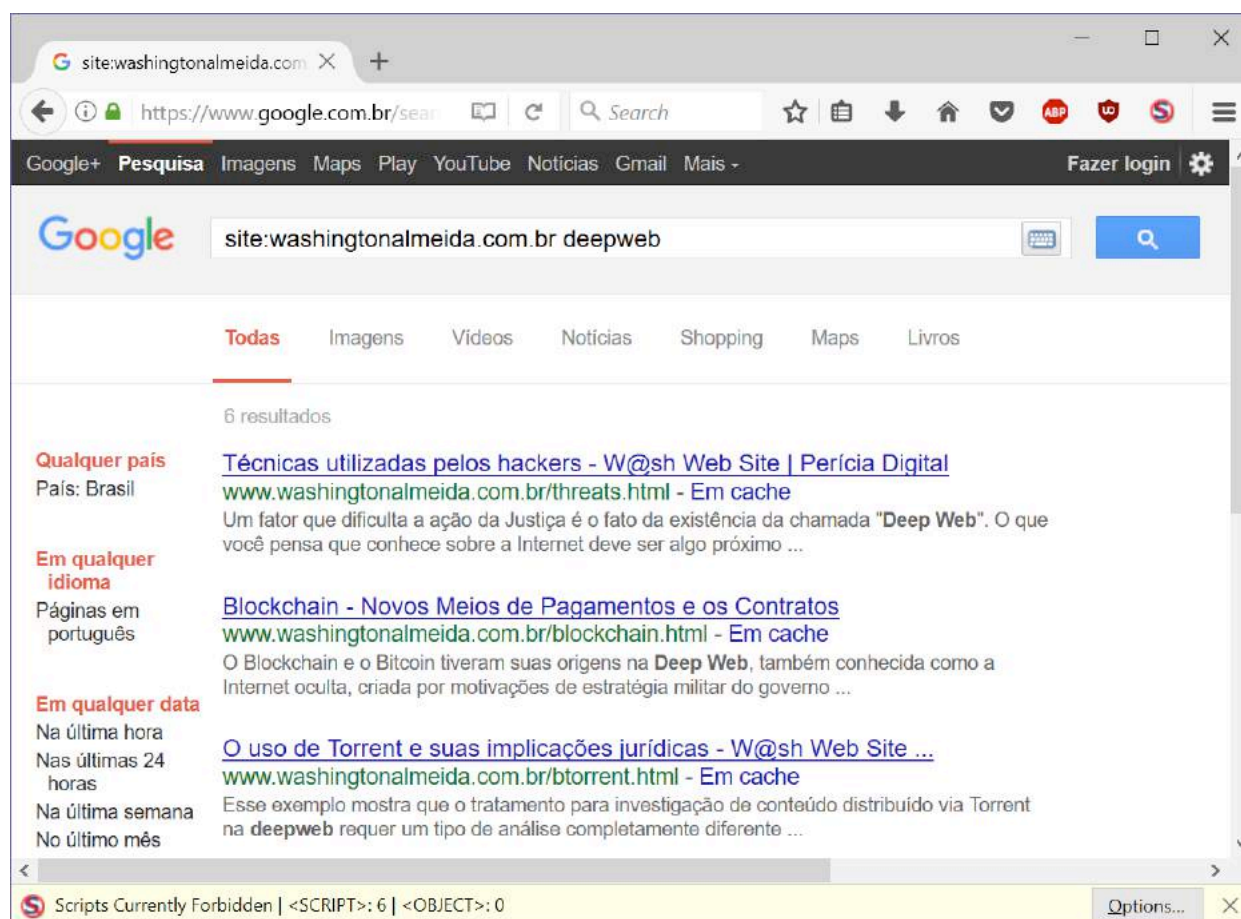 site:washingtonalmeida.com
https://www.google.com.br/sear
Search
ABP
Google+ Pesquisa Imagens Maps Play YouTube Notícias Gmail Mais
Fazer login
Google
site:washingtonalmeida.com.br deepweb
Todas Imagens Vídeos Notícias Shopping Maps Livros
6 resultados
Qualquer país
País: Brasil
Em qualquer
idioma
Páginas em
português
Em qualquer data
Na última hora
Nas últimas 24
horas
Na última semana
No último mês
Técnicas utilizadas pelos hackers - W@sh Web Site | Perícia Digital
www.washingtonalmeida.com.br/threats.html - Em cache
Um fator que dificulta a ação da Justiça é o fato da existência da chamada "Deep Web". O que
você pensa que conhece sobre a Internet deve ser algo próximo ...
Blockchain - Novos Meios de Pagamentos e os Contratos
www.washingtonalmeida.com.br/blockchain.html - Em cache
O Blockchain e o Bitcoin tiveram suas origens na Deep Web, também conhecida como a
Internet oculta, criada por motivações de estratégia militar do governo ...
O uso de Torrent e suas implicações jurídicas - W@sh Web Site ...
www.washingtonalmeida.com.br/btorrent.html - Em cache
Esse exemplo mostra que o tratamento para investigação de conteúdo distribuído via Torrent
na deepweb requer um tipo de análise completamente diferente ...
Scripts Currently Forbidden | <SCRIPT>: 6 | <OBJECT>: 0
Options...